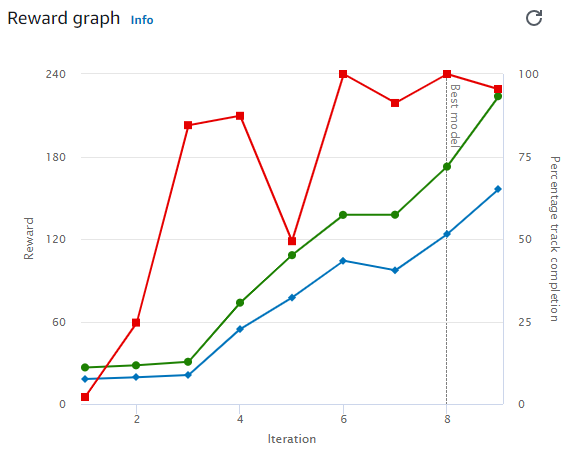 Reward graph Info
240
180
120
60
0
100
75
50
25
0
2
4
6
8
Reward
Iteration
Percentage track completion
Best model